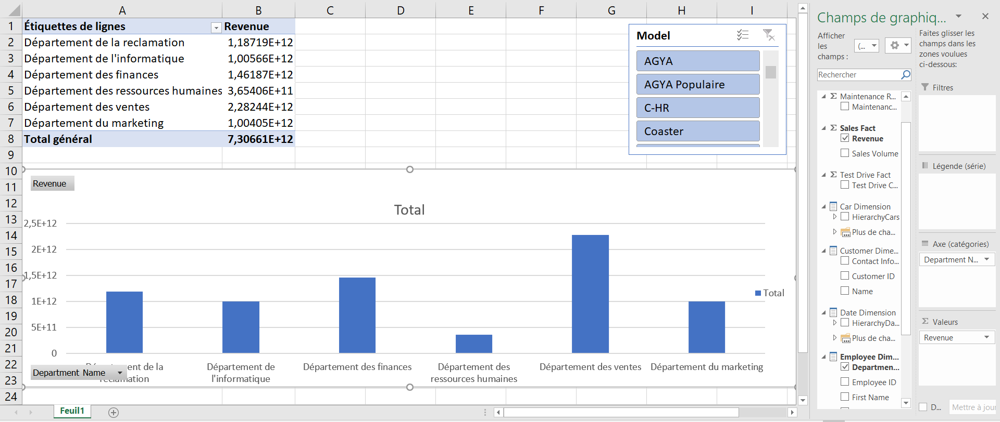 A B C D E F G H I
1 Étiquettes de lignes Revenue
2 Département de la reclamation 1,18719E+12
3 Département de l'informatique 1,00566E+12
4 Département des finances 1,46187E+12
5 Département des ressources humaines 3,65406E+11
6 Département des ventes 2,28244E+12
7 Département du marketing 1,00405E+12
8 Total général 7,30661E+12
9
10
11
12
13
14
15
16
17
18
19
20
21
22
23
24
Model
AGYA
AGYA Populaire
C-HR
Coaster
Revenue
Total
2,5E+12
2E+12
1,5E+12
1E+12
5E+11
0
Total
Département de la
reclamation
Département de
l'informatique
Département des finances
Département des
ressources humaines
Département des ventes
Département du marketing
Department Name
Feuil1
Champs de graphiq...
Afficher
les
champs :
(...
Rechercher
Maintenance R...
Maintenanc...
Sales Fact
Revenue
Sales Volume
Test Drive Fact
Test Drive C...
Car Dimension
HierarchyCars
Plus de cha...
Customer Dime...
Contact Info...
Customer ID
Name
Date Dimension
HierarchyDa...
Plus de cha...
Employee Dim...
Departmen...
Employee ID
First Name
Faites glisser les
champs dans les
zones voulues
ci-dessous:
Filtres
Légende (série)
Axe (catégories)
Department N...
Σ Valeurs
Revenue
D...
Mettre à jour